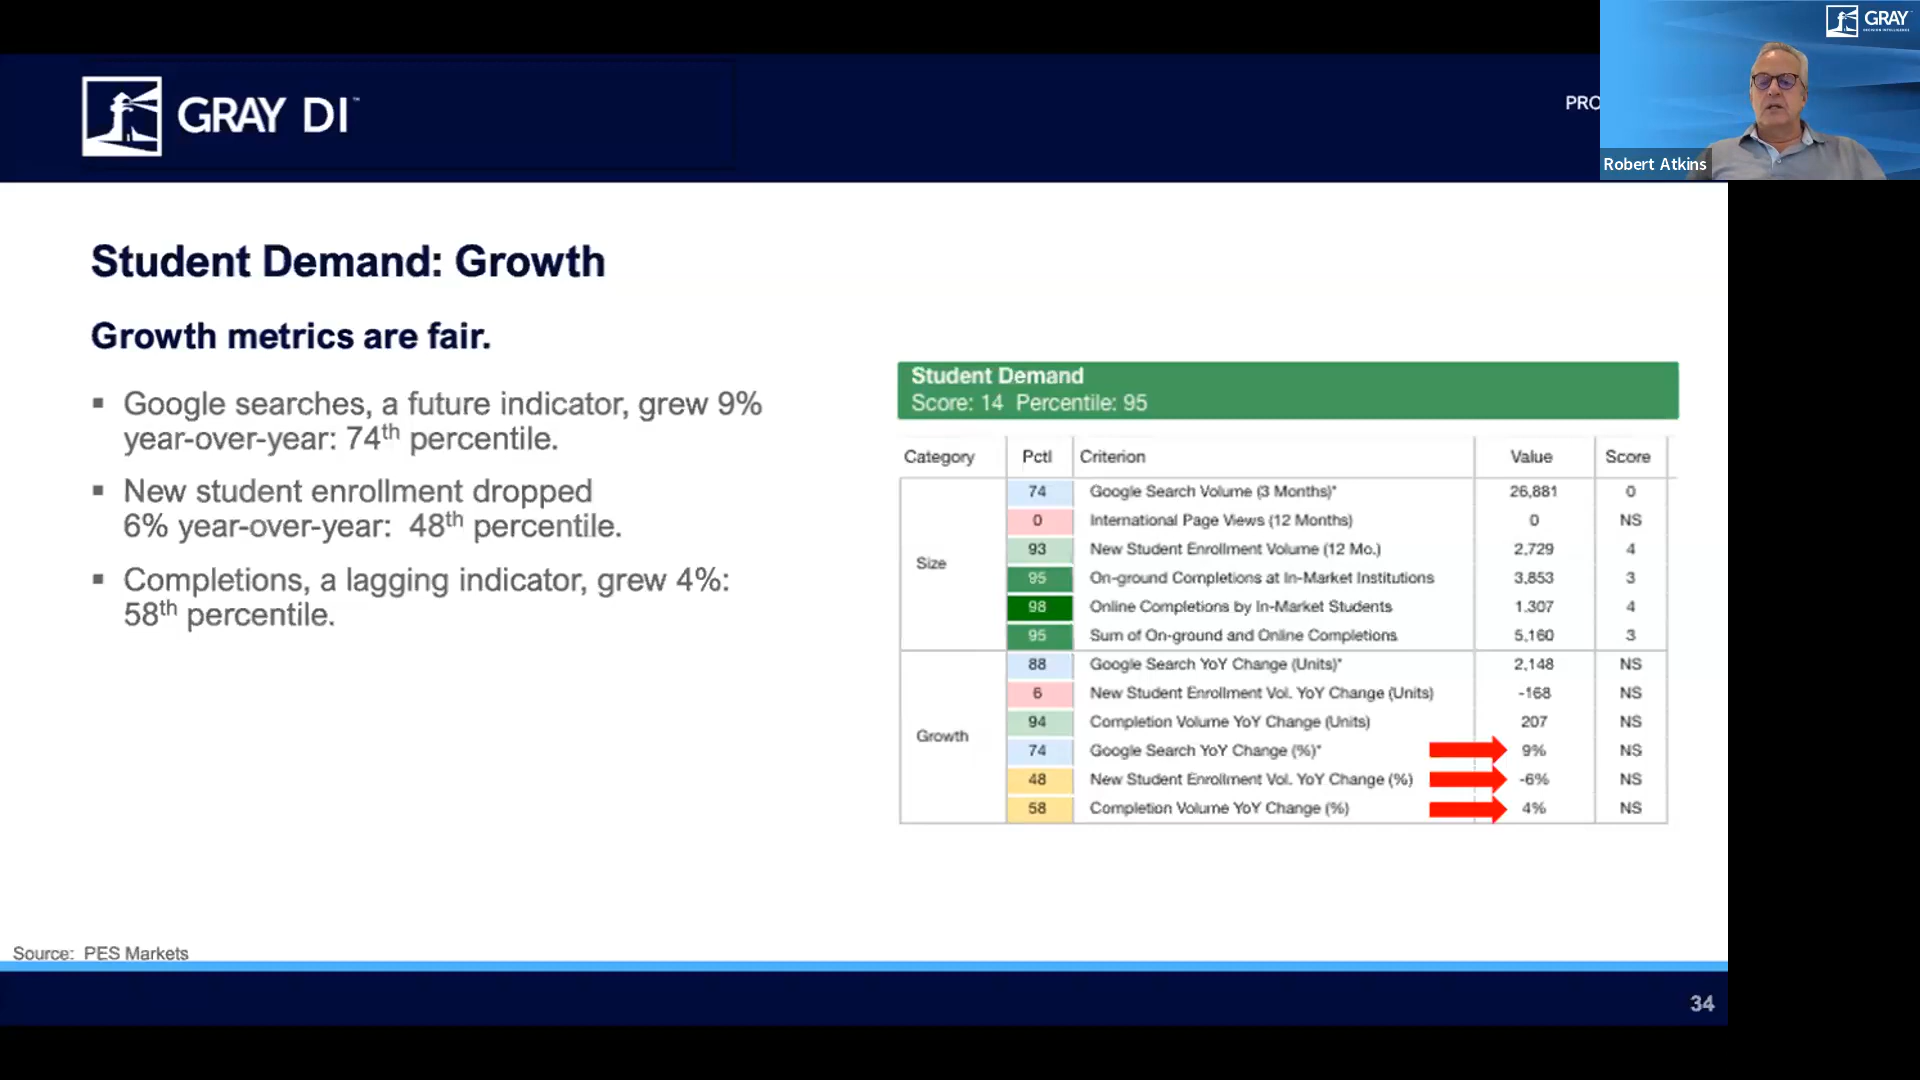 GRAY
GRAY DI™
PRO
Robert Atkins
Student Demand: Growth
Growth metrics are fair.
▪ Google searches, a future indicator, grew 9%
year-over-year: 74th percentile.
▪ New student enrollment dropped
6% year-over-year: 48th percentile.
▪ Completions, a lagging indicator, grew 4%:
58th percentile.
Student Demand
Score: 14 Percentile: 95
Category Pctl Criterion Value Score
Size
74 Google Search Volume (3 Months)* 26,881 0
0 International Page Views (12 Months) 0 NS
93 New Student Enrollment Volume (12 Mo.) 2,729 4
95 On-ground Completions at In-Market Institutions 3,853 3
98 Online Completions by In-Market Students 1,307 4
95 Sum of On-ground and Online Completions 5,160 3
Growth
88 Google Search YoY Change (Units)* 2,148 NS
6 New Student Enrollment Vol. YoY Change (Units) -168 NS
94 Completion Volume YoY Change (Units) 207 NS
74 Google Search YoY Change (%)* 9% NS
48 New Student Enrollment Vol. YoY Change (%) -6% NS
58 Completion Volume YoY Change (%) 4% NS
Source: PES Markets
34